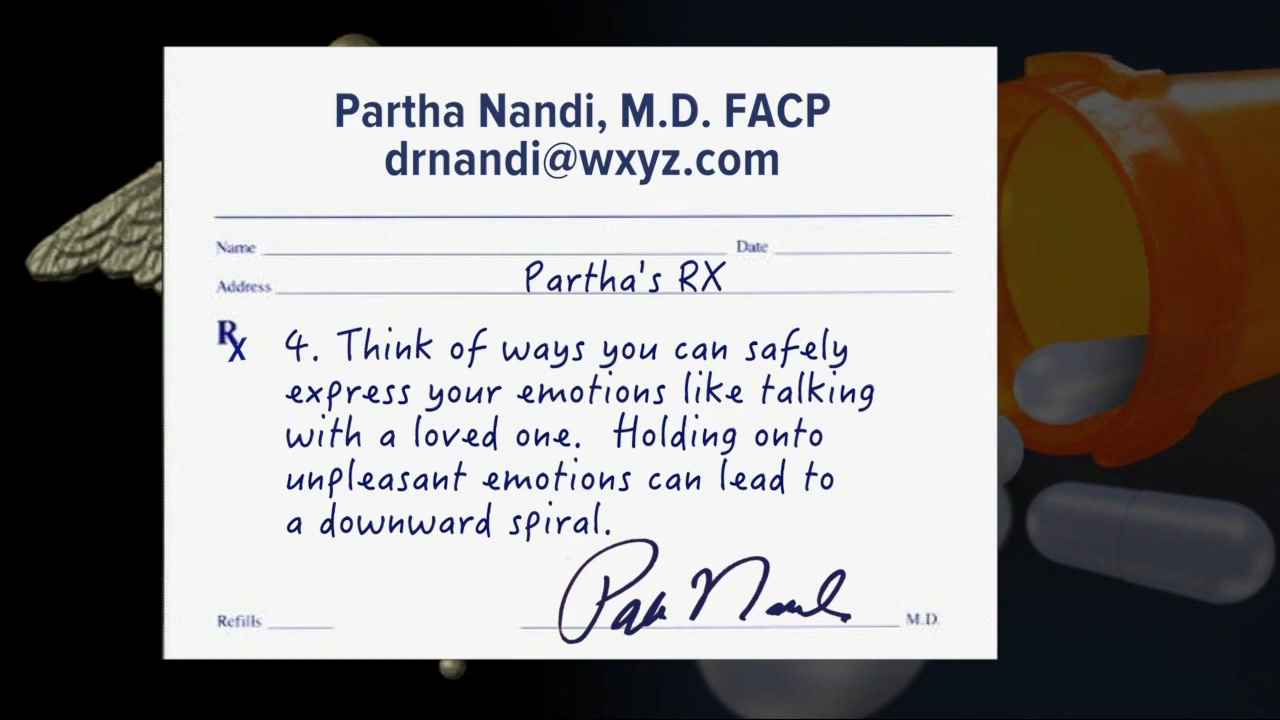 Partha Nandi, M.D. FACP
drnandi@wxyz.com
Name Date
Partha's RX
Address
Rx 4. Think of ways you can safely
express your emotions like talking
with a loved one. Holding onto
unpleasant emotions can lead to
a downward spiral.
Refills M.D.